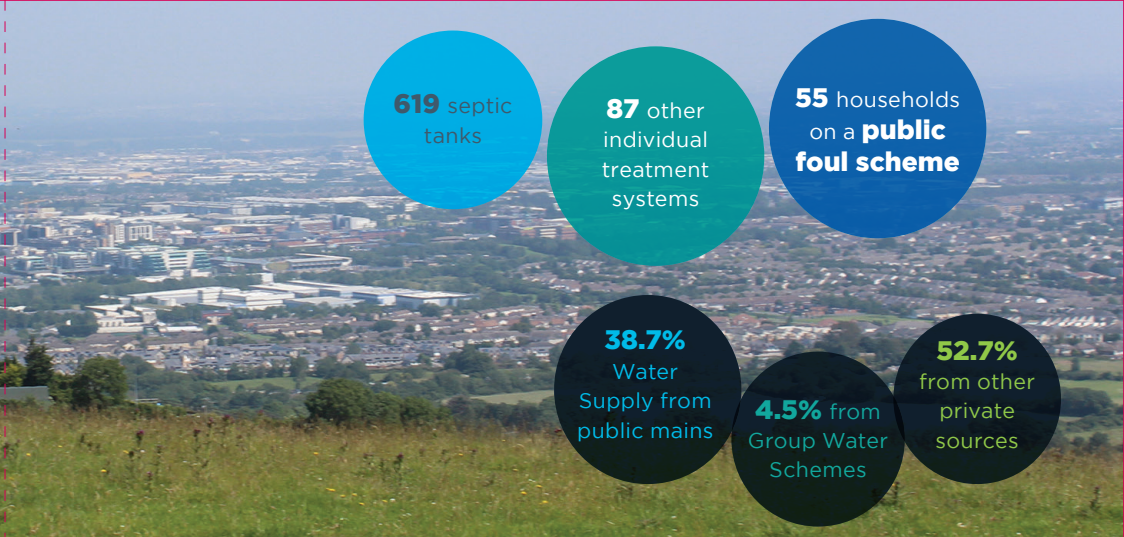 619 septic
tanks
87 other
individual
treatment
systems
55 households
on a public
foul scheme
38.7%
Water
Supply from
public mains
4.5% from
Group Water
Schemes
52.7%
from other
private
sources